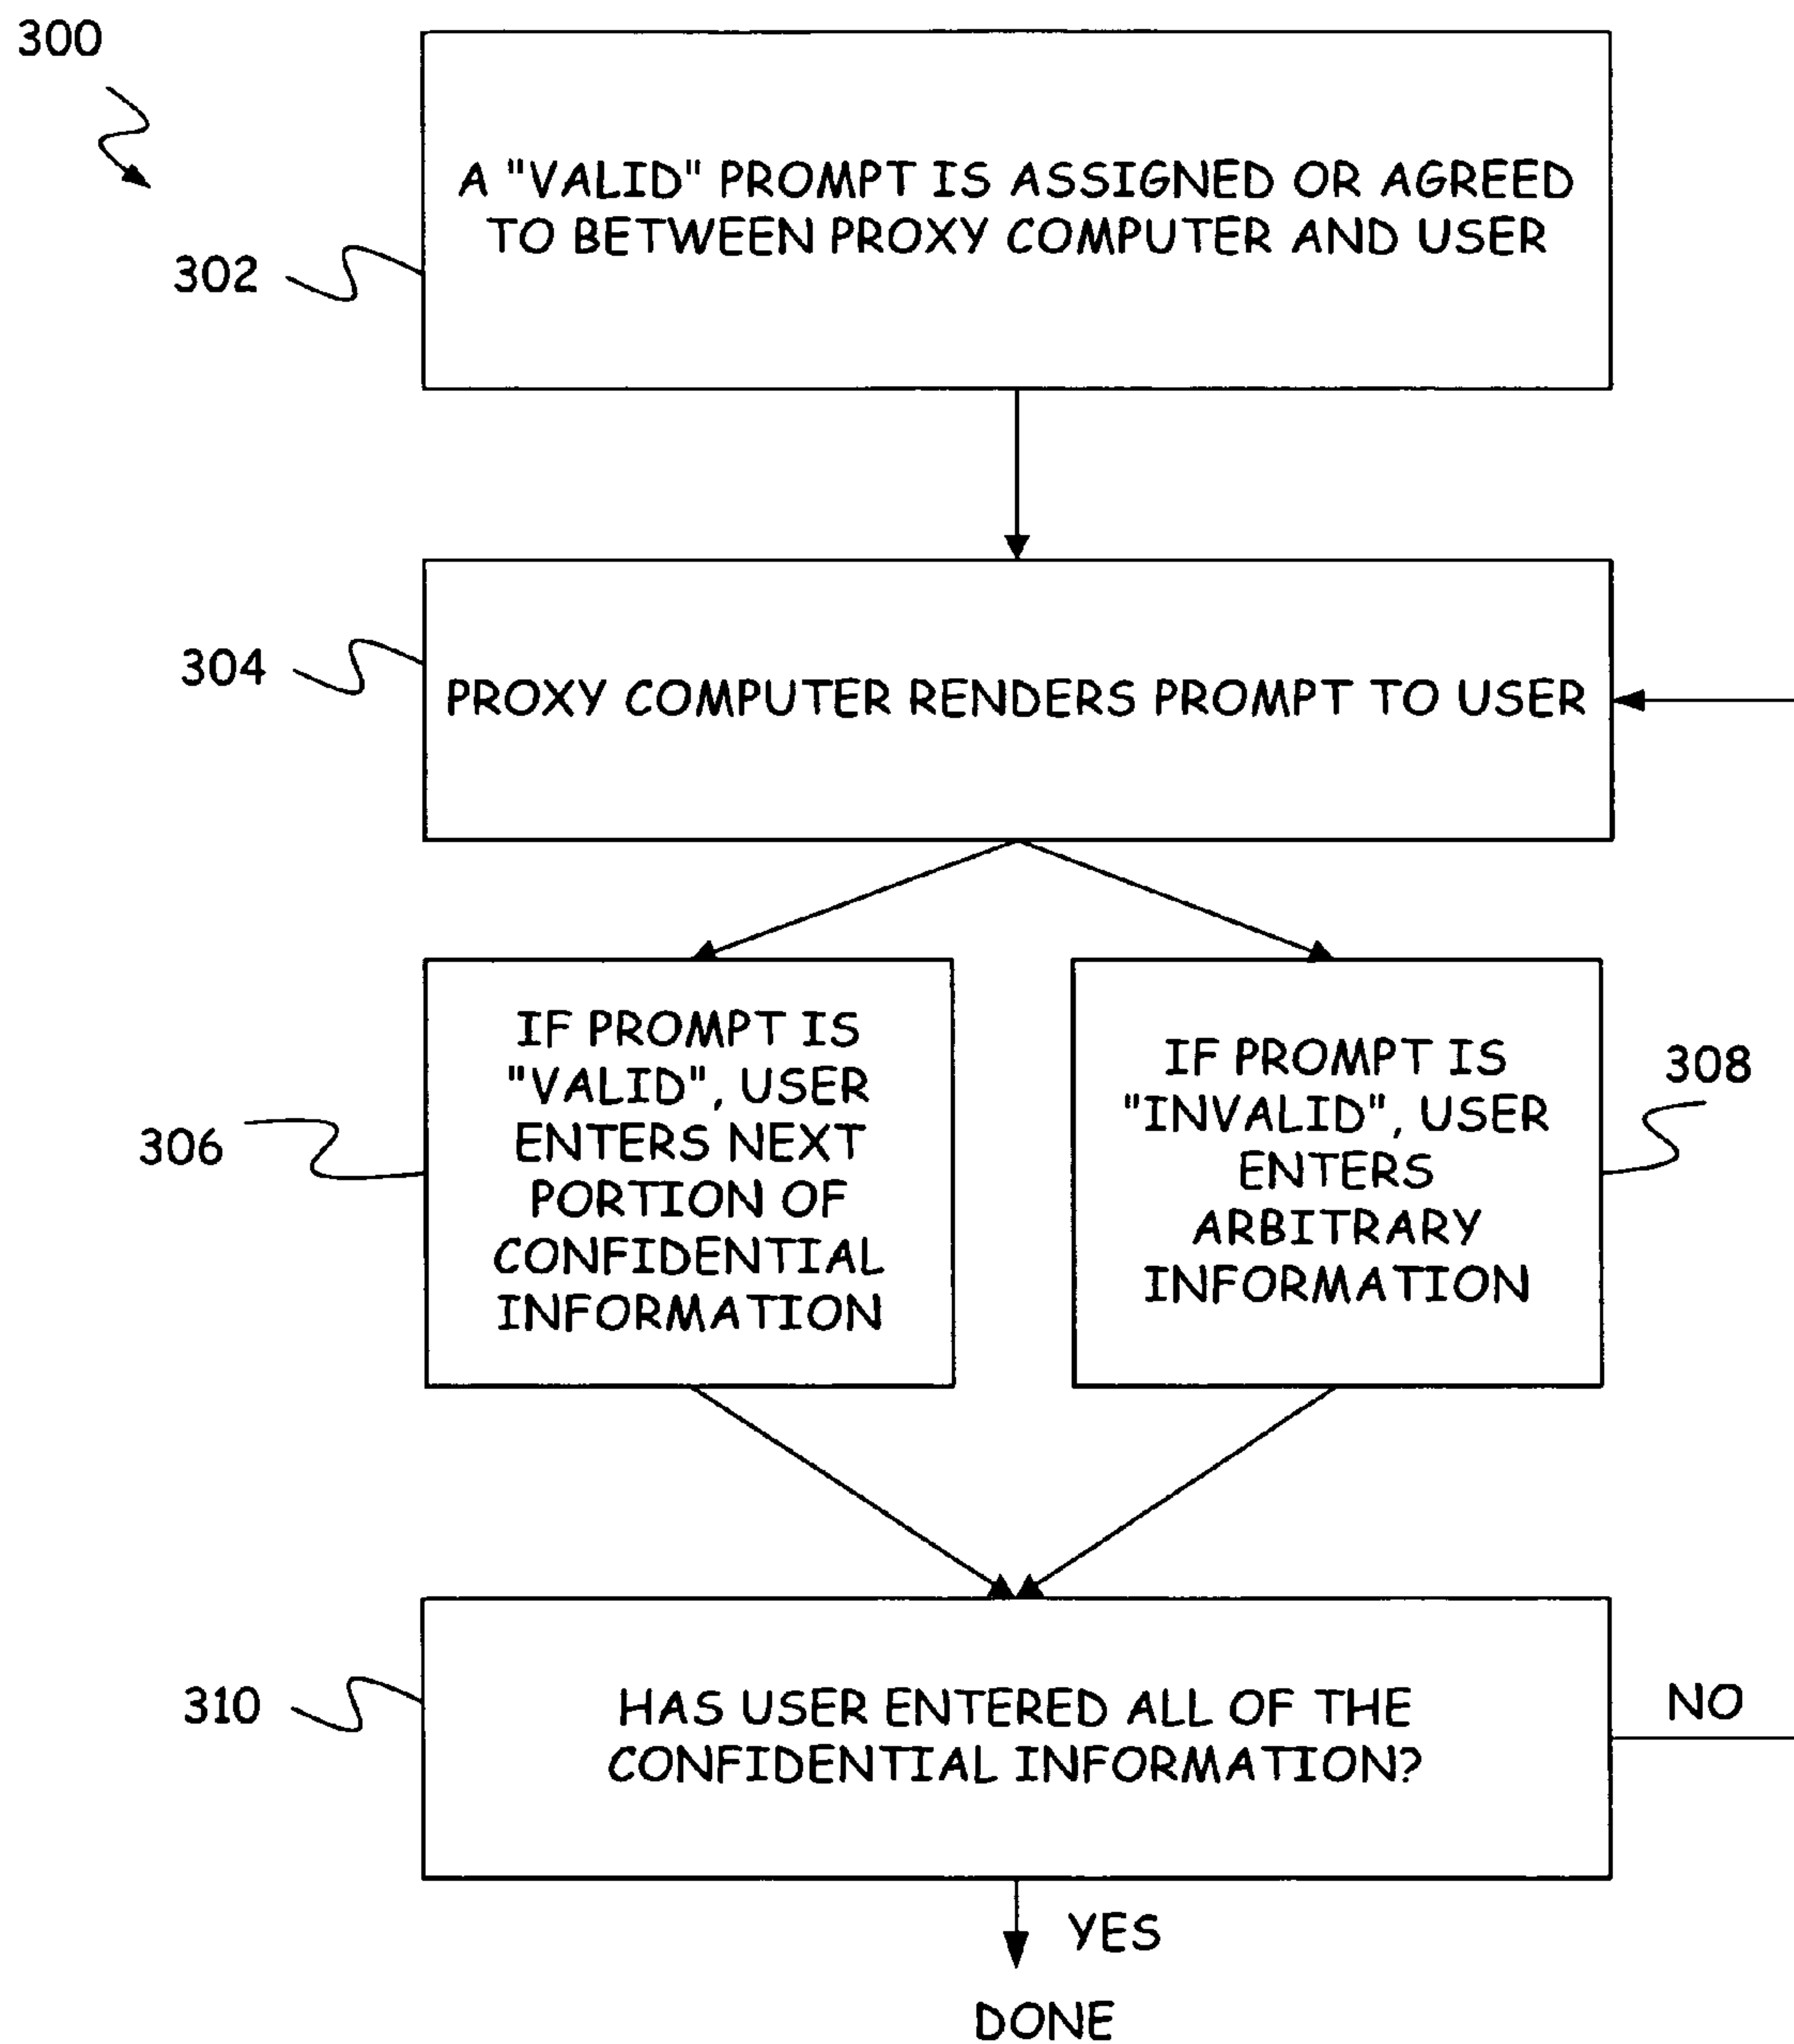 300
A "VALID" PROMPT IS ASSIGNED OR AGREED
TO BETWEEN PROXY COMPUTER AND USER
302
304
PROXY COMPUTER RENDERS PROMPT TO USER
IF PROMPT IS
"VALID", USER
ENTERS NEXT
PORTION OF
CONFIDENTIAL
INFORMATION
306
IF PROMPT IS
"INVALID", USER
ENTERS
ARBITRARY
INFORMATION
308
310
HAS USER ENTERED ALL OF THE
CONFIDENTIAL INFORMATION?
NO
YES
DONE